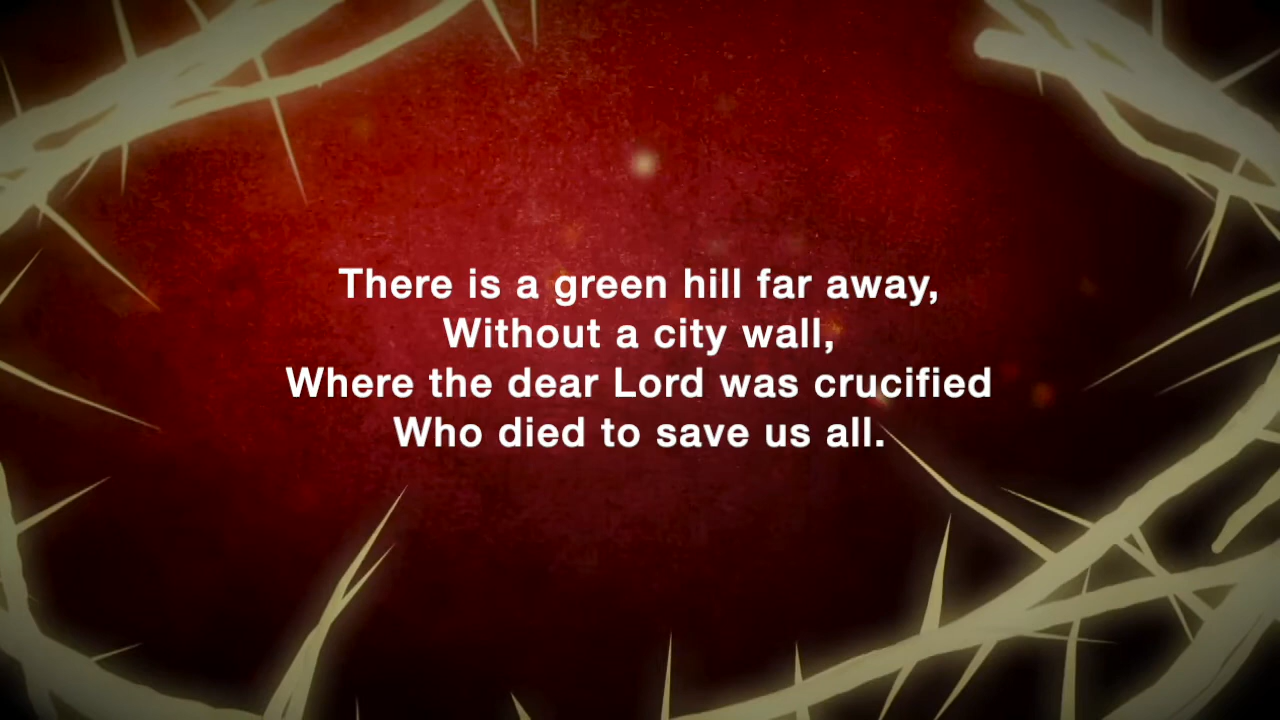 There is a green hill far away,
Without a city wall,
Where the dear Lord was crucified
Who died to save us all.